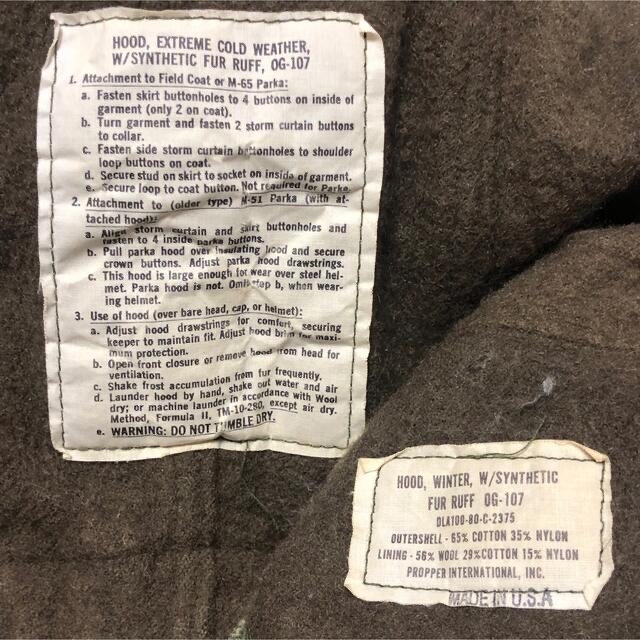 HOOD, EXTREME COLD WEATHER,
W/SYNTHETIC FUR RUFF, OG-107
1. Attachment to Field Coat or M-65 Parka:
a. Fasten skirt buttonholes to 4 buttons on inside of
garment (only 2 on coat).
b. Turn garment and fasten 2 storm curtain buttons
to collar.
c. Fasten side storm curtain buttonholes to shoulder
loop buttons on coat.
d. Secure stud on skirt to socket on inside of garment.
e. Secure loop to coat button. Not required for Parka.
2. Attachment to (older type) M-51 Parka (with at-
tached hood):
a. Align storm curtain and skirt buttonholes and
fasten to 4 inside parka buttons.
b. Pull parka hood over insulating hood and secure
crown buttons. Adjust parka hood drawstrings.
c. This hood is large enough for wear over steel hel-
met. Parka hood is not. Omit step b, when wear-
ing helmet.
3. Use of hood (over bare head, cap, or helmet):
a. Adjust hood drawstrings for comfort, securing
keeper to maintain fit. Adjust hood brim for maxi-
mum protection.
b. Open front closure or remove hood from head for
ventilation.
c. Shake frost accumulation from fur frequently.
d. Launder hood by hand, shake out water and air
dry; or machine launder in accordance with Wool
Method, Formula II, TM-10-280, except air dry.
e. WARNING: DO NOT TUMBLE DRY.
HOOD, WINTER, W/SYNTHETIC
FUR RUFF OG-107
DLA100-80-C-2375
OUTERSHELL - 65% COTTON 35% NYLON
LINING - 56% WOOL 29% COTTON 15% NYLON
PROPPER INTERNATIONAL, INC.
MADE IN U.S.A